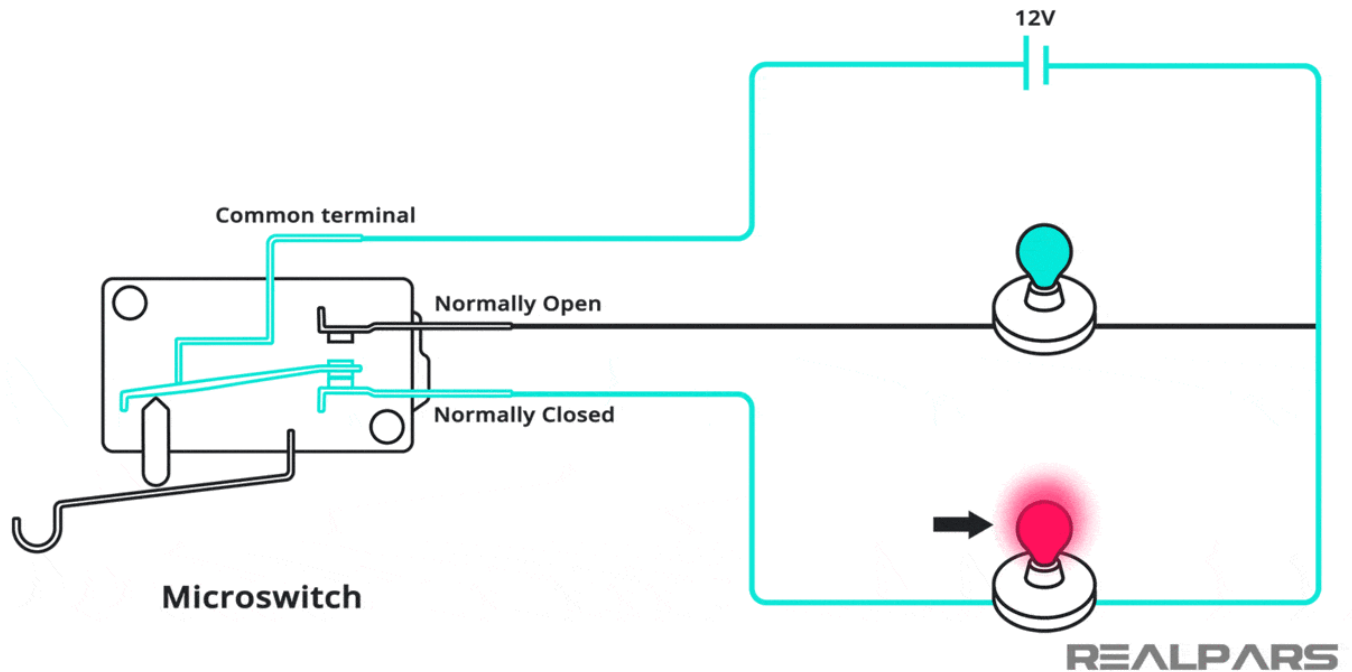 12V
Common terminal
Normally Open
Normally Closed
Microswitch
REALPARS